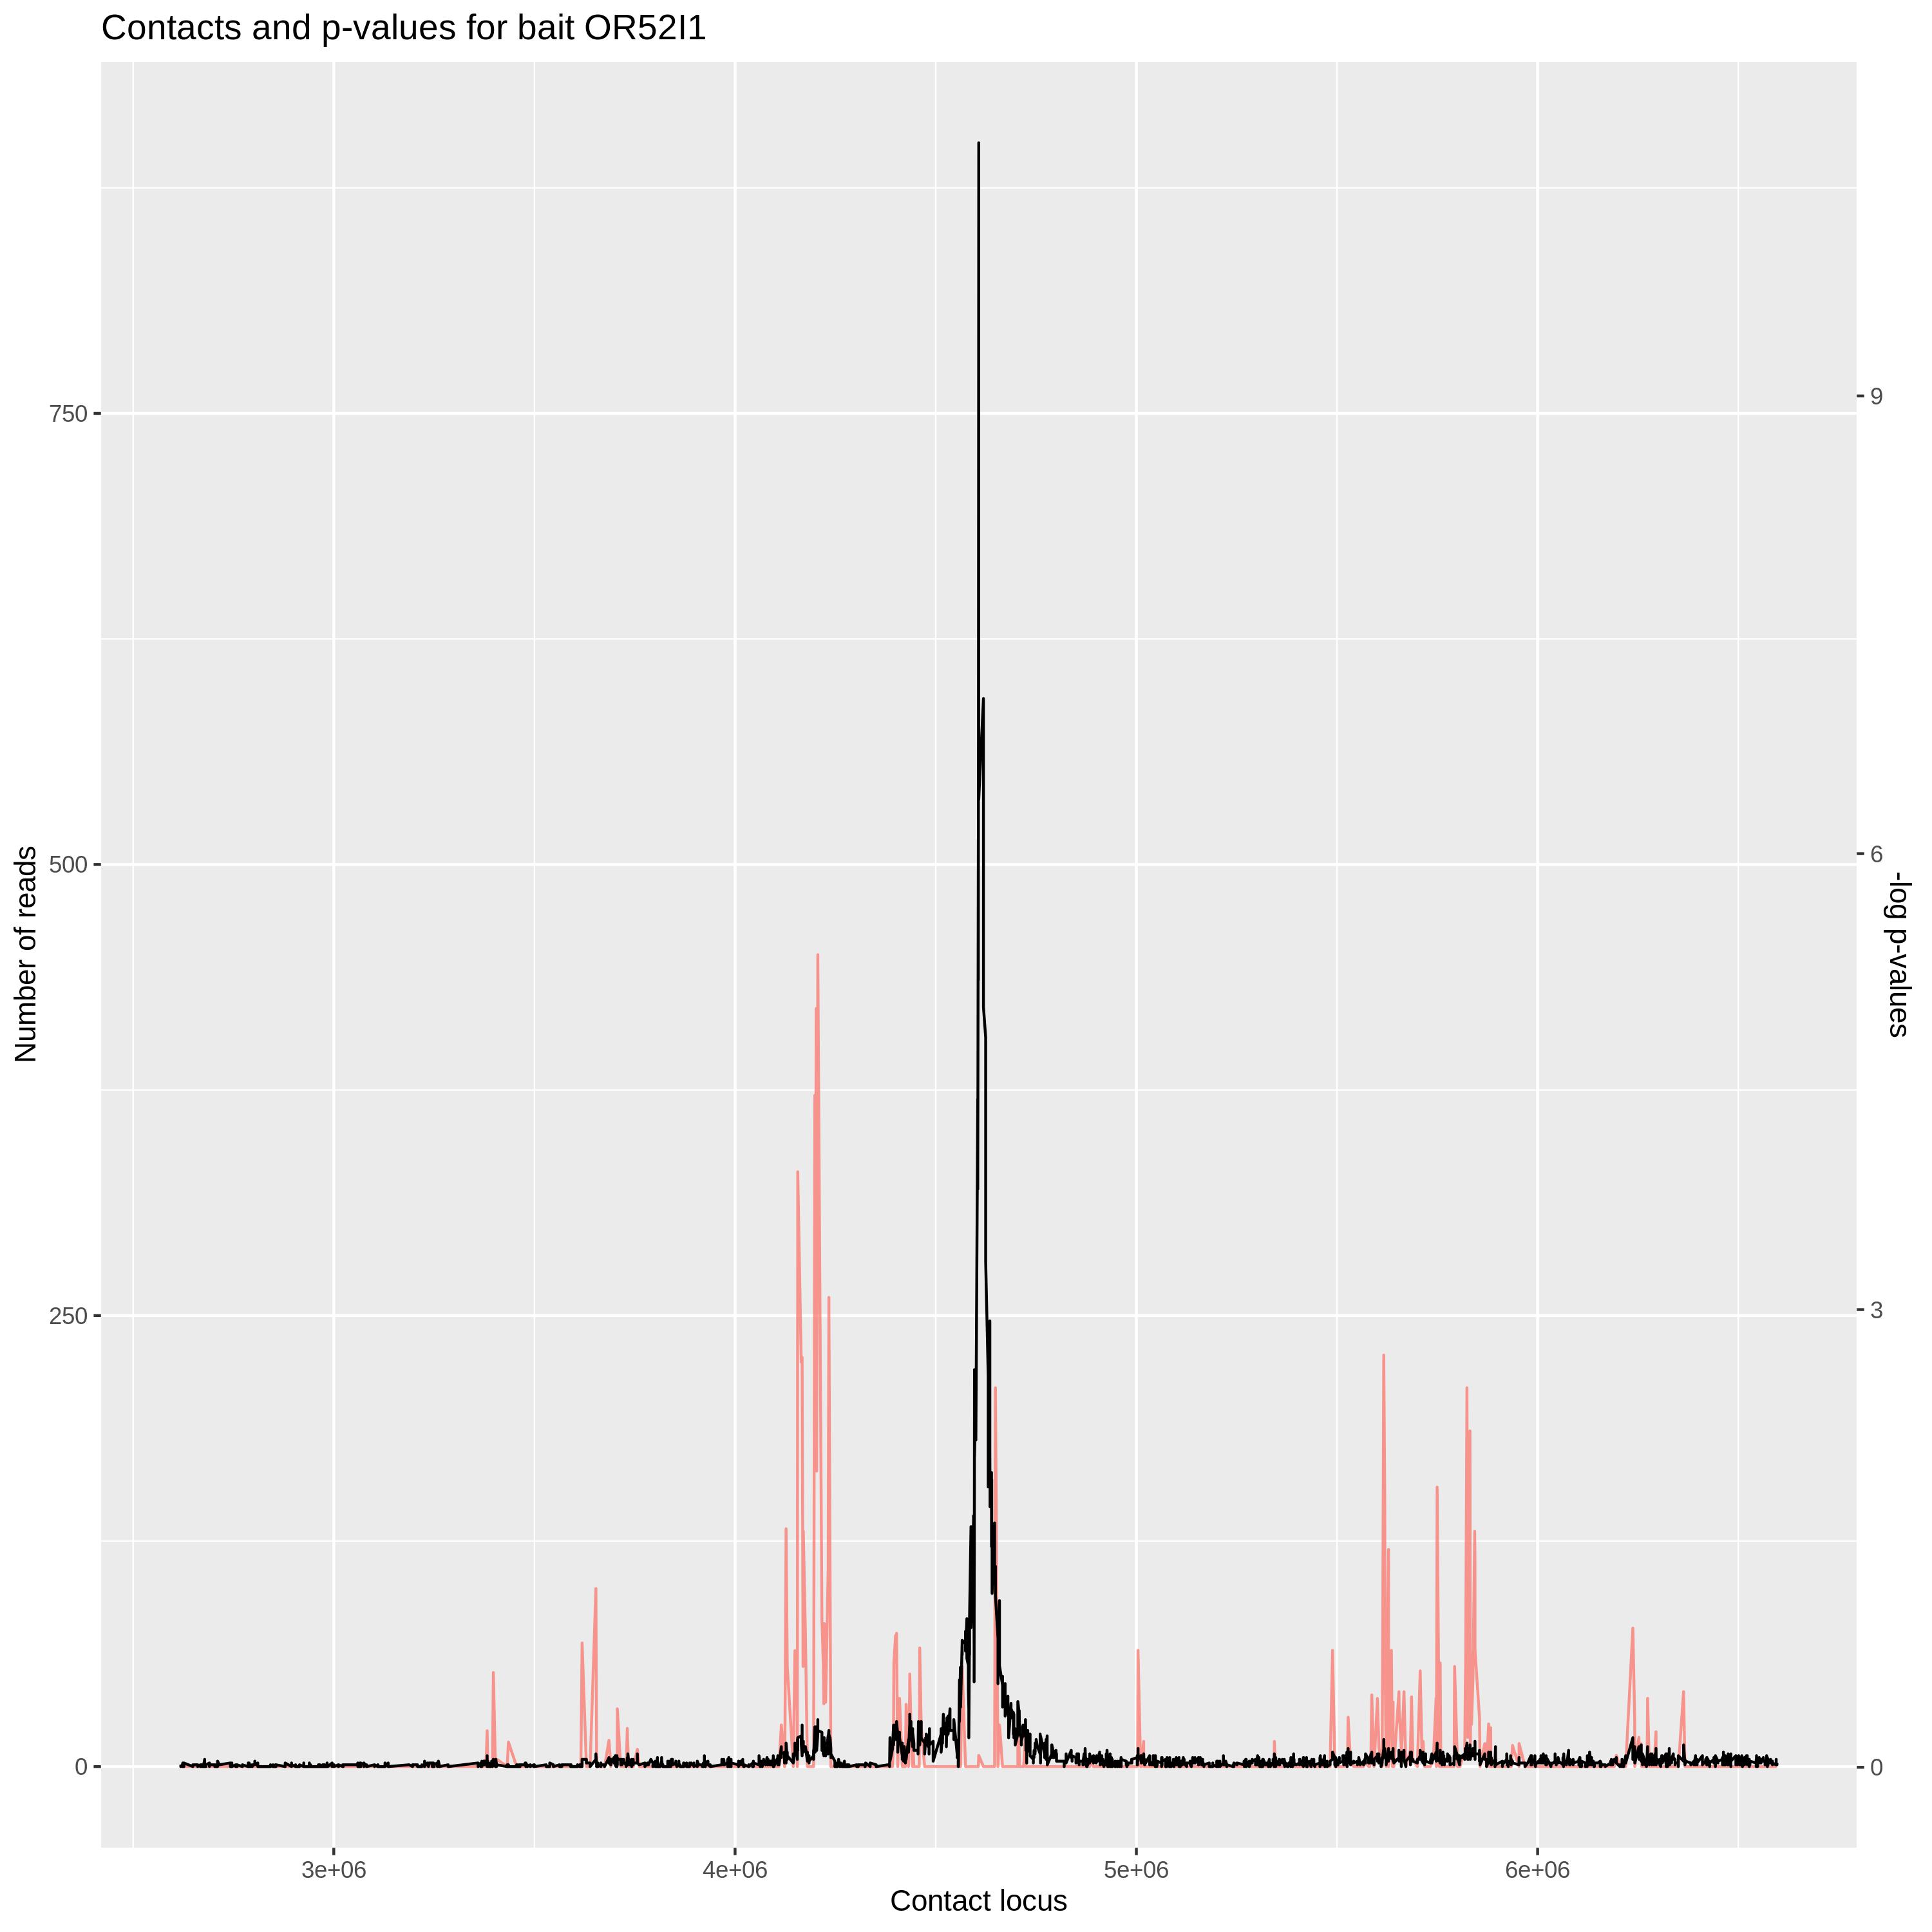 Contacts and p-values for bait OR52I1
Number of reads
750
500
250
0
9
6
3
0
-log p-values
3e+06
4e+06
5e+06
6e+06
Contact locus